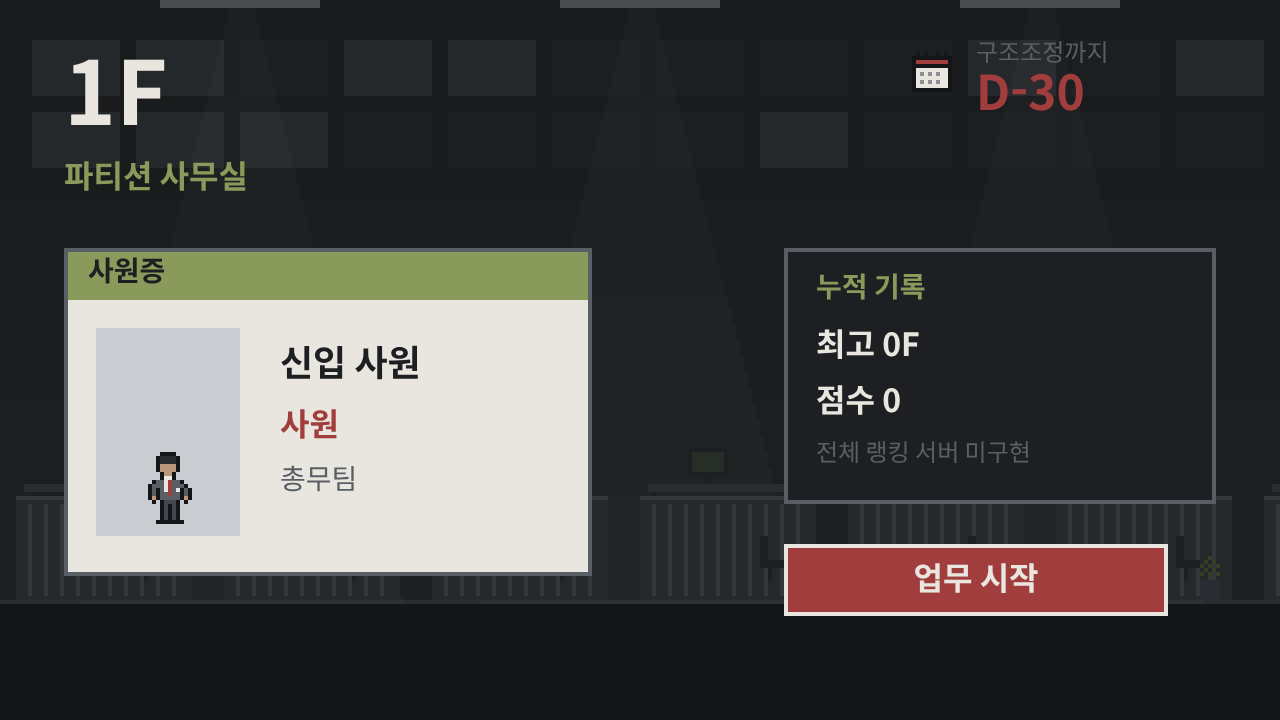 1F
구조조정까지
D-30
파티션 사무실
사원증
신입 사원
사원
총무팀
누적 기록
최고 0F
점수 0
전체 랭킹 서버 미구현
업무 시작